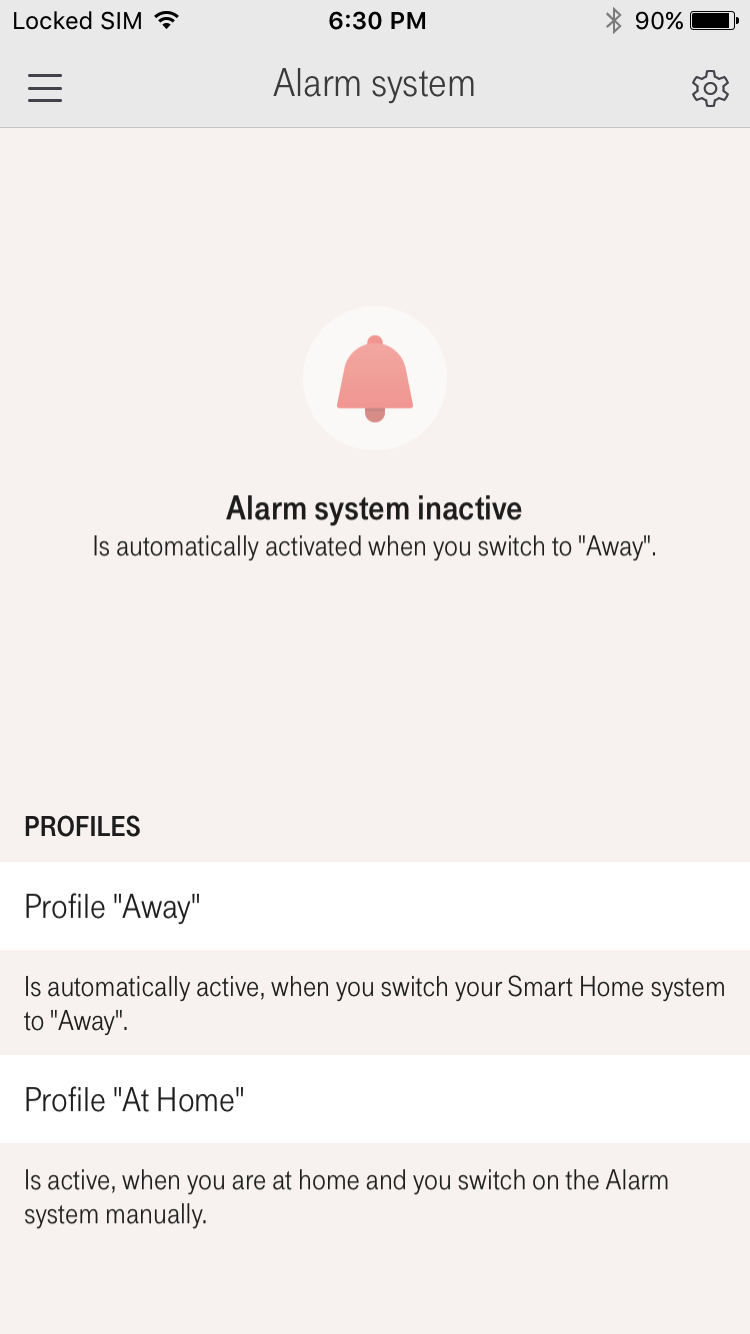 Locked SIM 6:30 PM 90%
Alarm system
Alarm system inactive
Is automatically activated when you switch to "Away".
PROFILES
Profile "Away"
Is automatically active, when you switch your Smart Home system
to "Away".
Profile "At Home"
Is active, when you are at home and you switch on the Alarm
system manually.